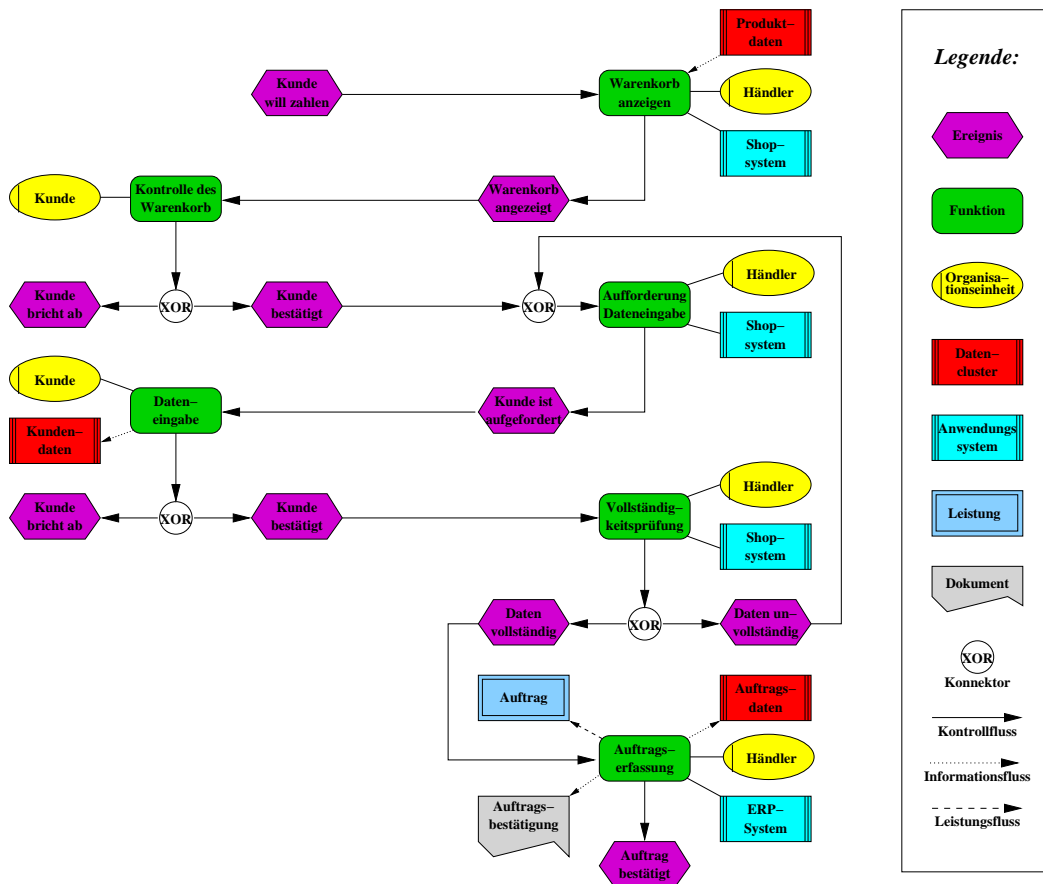 Produkt–
daten
Legende:
Kunde
will zahlen
Warenkorb
anzeigen
Händler
Ereignis
Shop–
system
Kunde
Kontrolle des
Warenkorb
Warenkorb
angezeigt
Funktion
Händler
Organisa–
tionseinheit
Kunde
bricht ab
XOR
Kunde
bestätigt
XOR
Aufforderung
Dateneingabe
Shop–
system
Daten–
cluster
Kunde
Daten–
eingabe
Kunde ist
aufgefordert
Kunden–
daten
Anwendungs
system
Händler
Kunde
bricht ab
XOR
Kunde
bestätigt
Vollständig–
keitsprüfung
Leistung
Shop–
system
Dokument
Daten
vollständig
XOR
Daten un–
vollständig
XOR
Konnektor
Auftrag
Auftrags–
daten
Kontrollfluss
Auftrags–
erfassung
Händler
Informationsfluss
Auftrags–
bestätigung
ERP–
System
Leistungsfluss
Auftrag
bestätigt